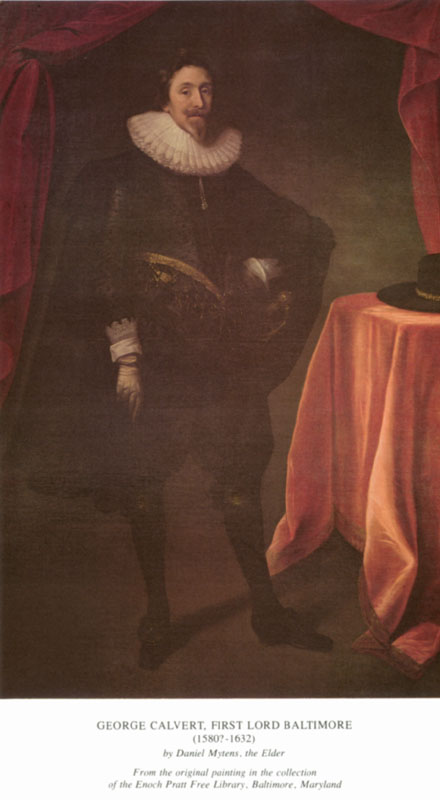 GEORGE CALVERT, FIRST LORD BALTIMORE
(1580?-1632)
by Daniel Mytens, the Elder
From the original painting in the collection
of the Enoch Pratt Free Library, Baltimore, Maryland